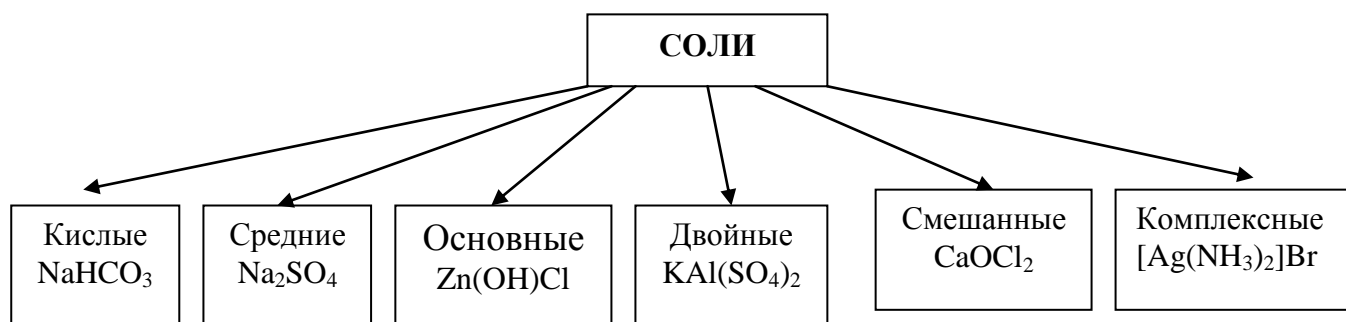 СОЛИ
Кислые
NaHCO₃
Средние
Na₂SO₄
Основные
Zn(OH)Cl
Двойные
KAl(SO₄)₂
Смешанные
CaOCl₂
Комплексные
[Ag(NH₃)₂]Br